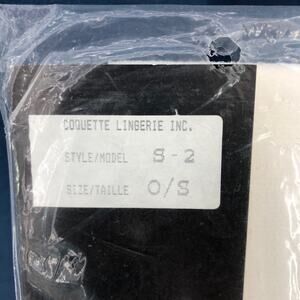 COQUETTE LINGERIE INC.
STYLE/MODEL S-2
SIZE/TAILLE O/S